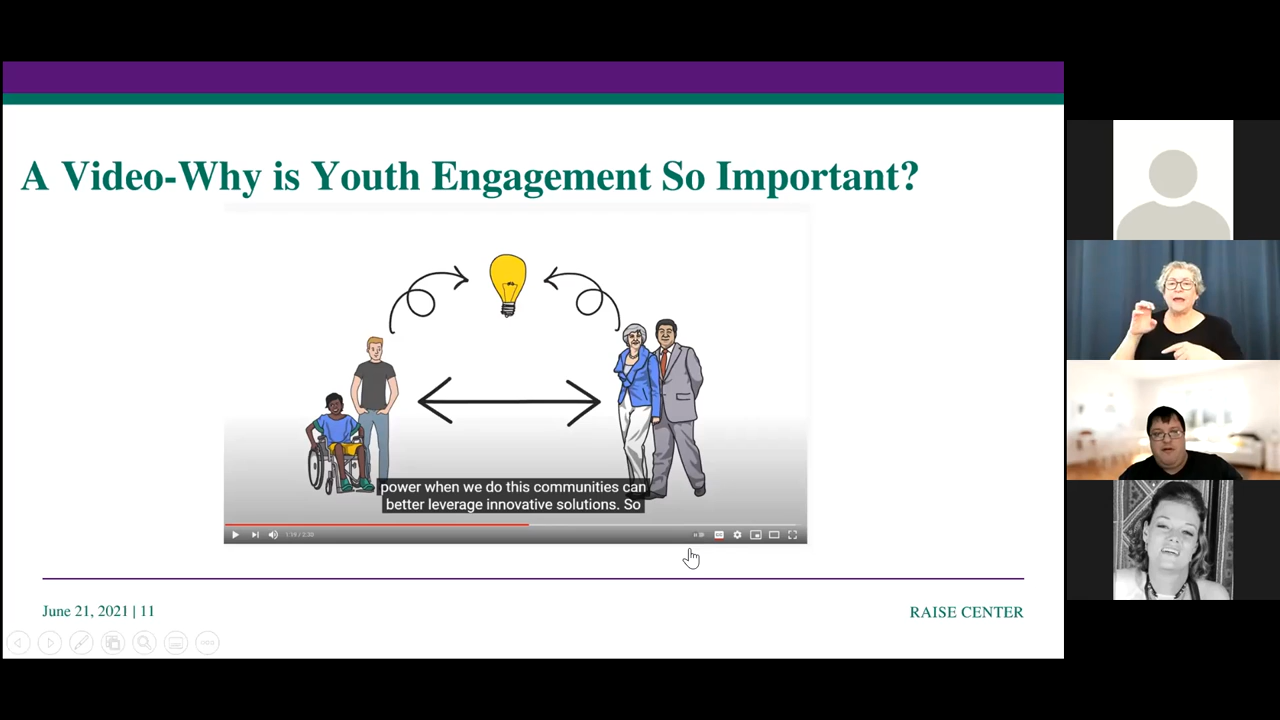 A Video-Why is Youth Engagement So Important?
power when we do this communities can
better leverage innovative solutions. So
June 21, 2021 | 11
RAISE CENTER